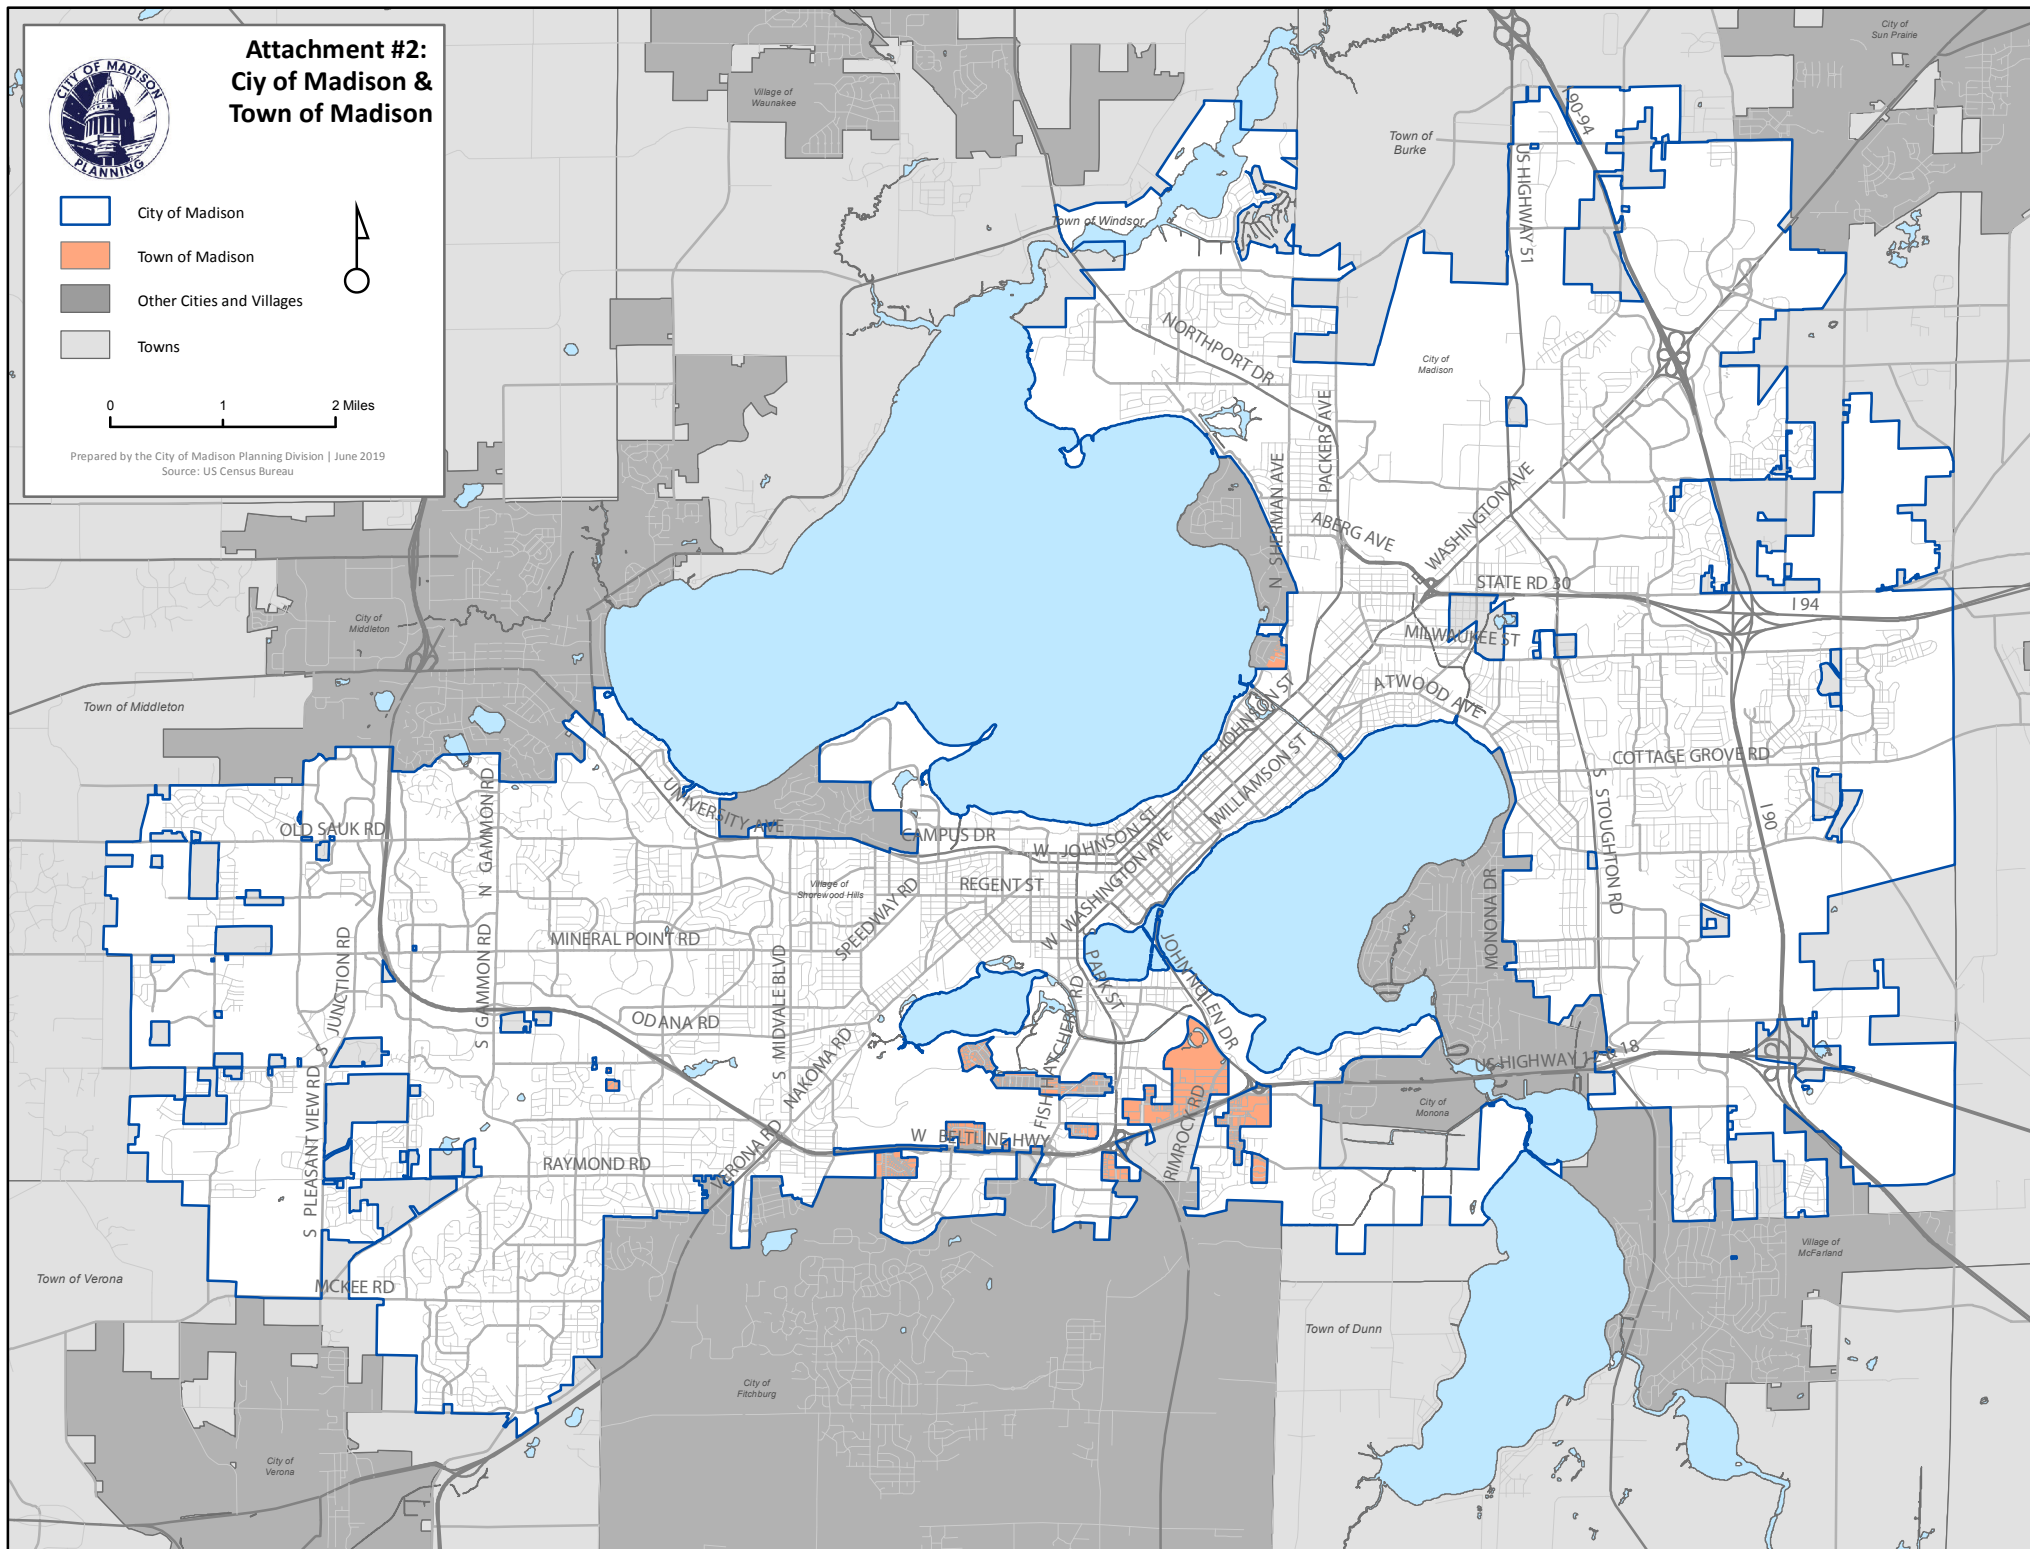 Attachment #2:
Ciy of Madison &
Town of Madison
CITY OF MADISON
PLANNING
City of Madison
Town of Madison
Other Cities and Villages
Towns
0 1 2 Miles
Prepared by the City of Madison Planning Division | June 2019
Source: US Census Bureau
City of
Sun Prairie
Village of
Waunakee
I 90-94
Town of
Burke
US HIGHWAY 51
Town of Windsor
NORTHPORT DR
City of
Madison
PACKERS AVE
N SHERMAN AVE
ABERG AVE
E WASHINGTON AVE
STATE RD 30
I 94
City of
Middleton
MILWAUKEE ST
ATWOOD AVE
Town of Middleton
E JOHNSON ST
WILLIAMSON ST
COTTAGE GROVE RD
S STOUGHTON RD
I 90
UNIVERSITY AVE
OLD SAUK RD
N GAMMON RD
CAMPUS DR
W JOHNSON ST
W WASHINGTON AVE
REGENT ST
Village of
Shorewood Hills
SPEEDWAY RD
MONONA DR
MINERAL POINT RD
S JUNCTION RD
S GAMMON RD
S MIDVALE BLVD
S PARK ST
JOHN NOLEN DR
ODANA RD
NAKOMA RD
FISH HATCHERY RD
US HIGHWAY 12 & 18
City of
Monona
RIMROCK RD
S PLEASANT VIEW RD
W BELTLINE HWY
RAYMOND RD
VERONA RD
Village of
McFarland
Town of Verona
MCKEE RD
Town of Dunn
City of
Fitchburg
City of
Verona